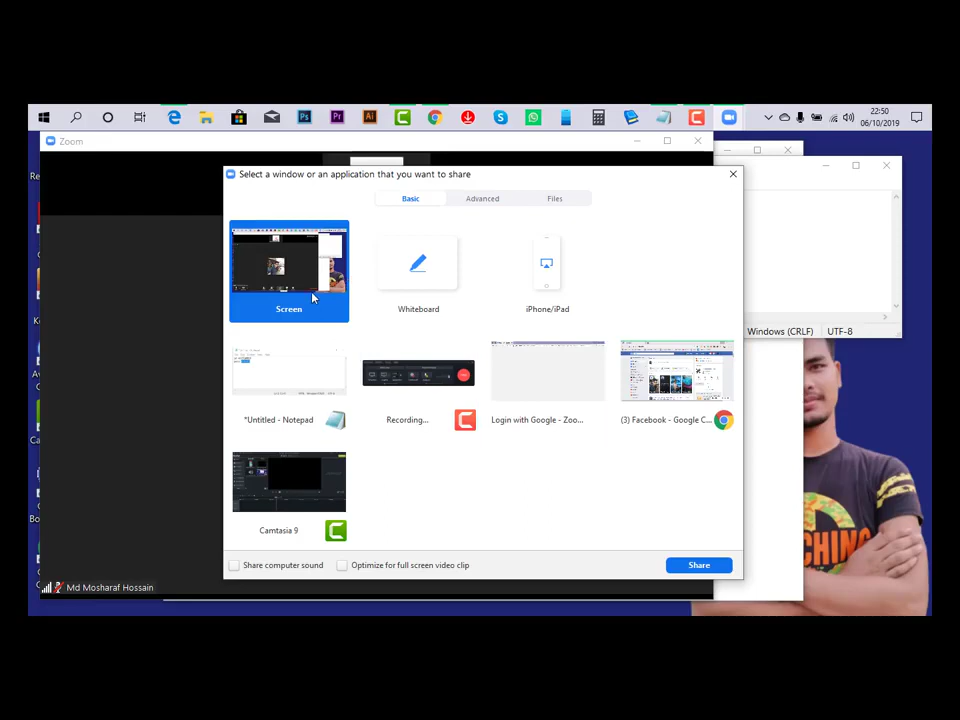 22:50
06/10/2019
Zoom
Select a window or an application that you want to share
Basic
Advanced
Files
Screen
Whiteboard
iPhone/iPad
*Untitled - Notepad
Recording...
Login with Google - Zoo...
(3) Facebook - Google C...
Camtasia 9
Share computer sound
Optimize for full screen video clip
Share
Windows (CRLF)
UTF-8
Md Mosharaf Hossain
CHING